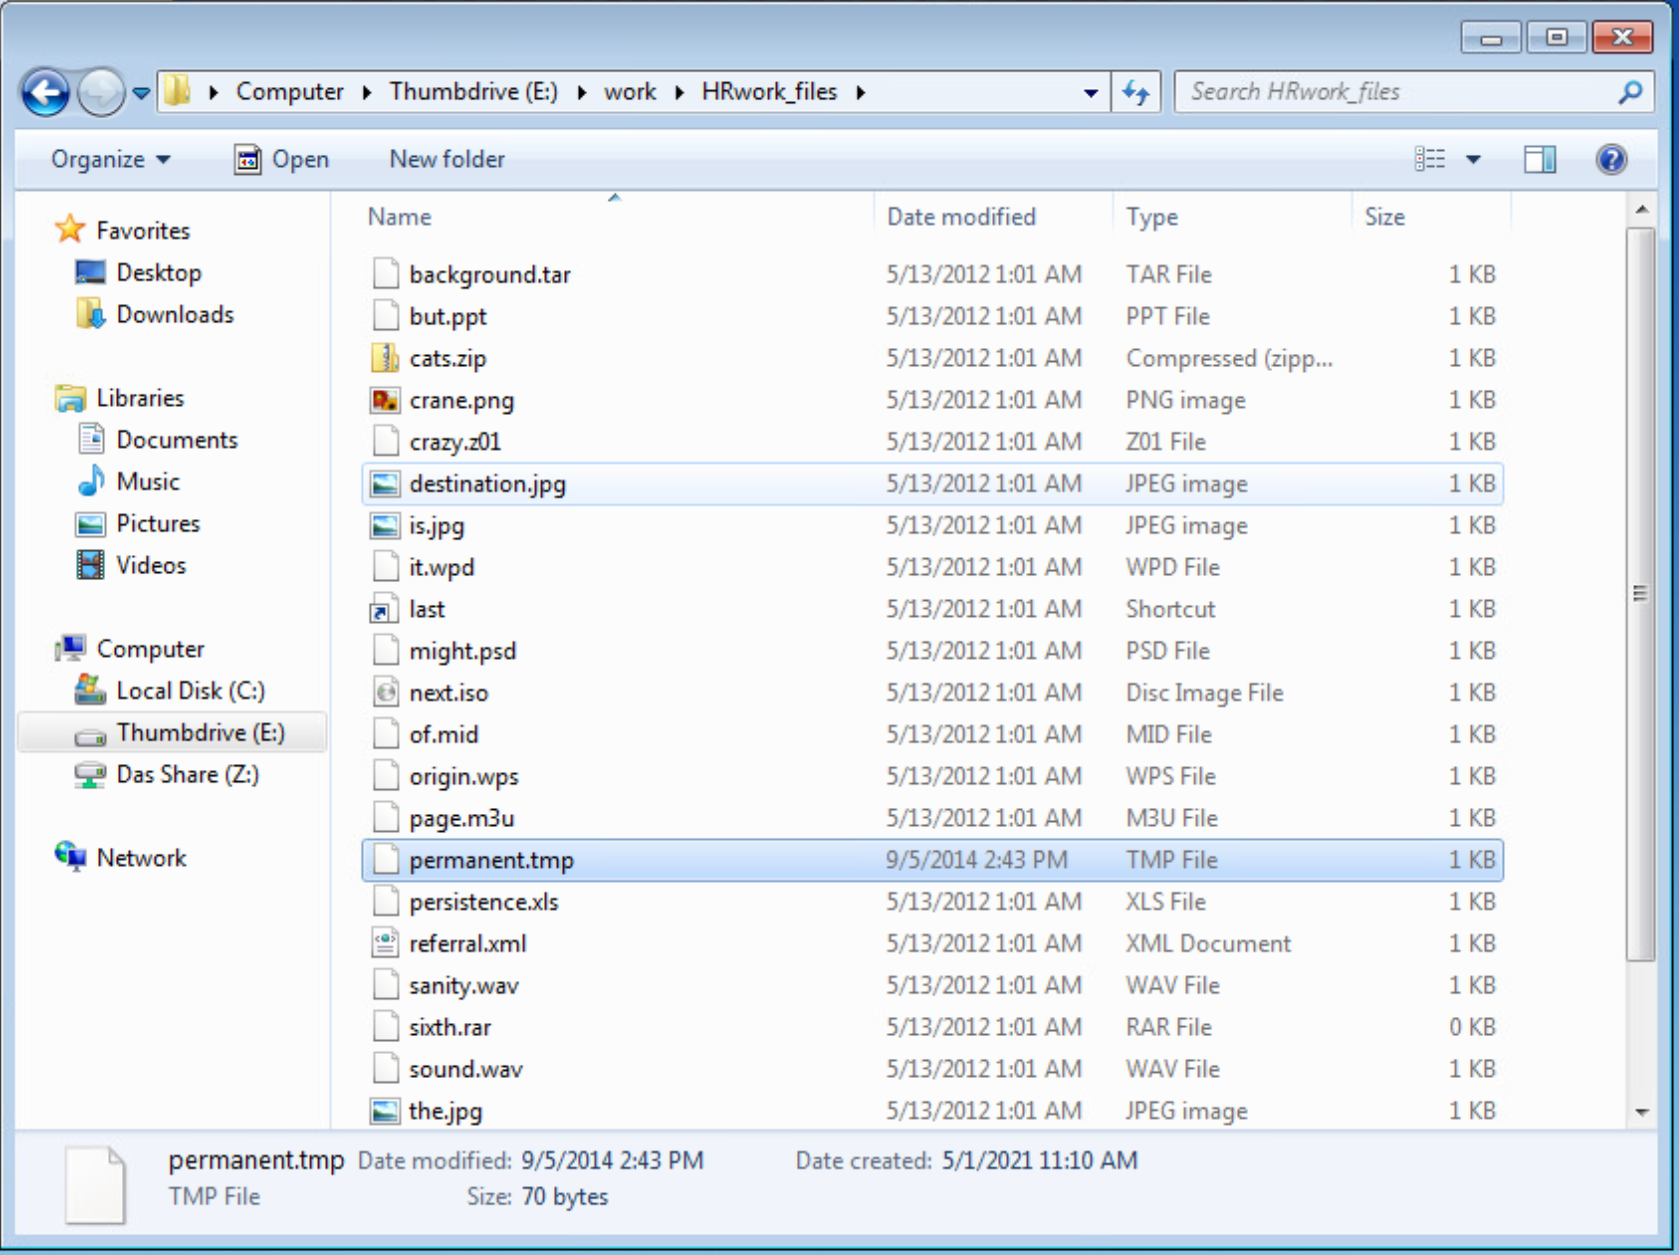 Computer Thumbdrive (E:) work HRwork_files Search HRwork_files
Organize Open New folder
Favorites
Desktop
Downloads
Libraries
Documents
Music
Pictures
Videos
Computer
Local Disk (C:)
Thumbdrive (E:)
Das Share (Z:)
Network
Name Date modified Type Size
background.tar 5/13/2012 1:01 AM TAR File 1 KB
but.ppt 5/13/2012 1:01 AM PPT File 1 KB
cats.zip 5/13/2012 1:01 AM Compressed (zipp... 1 KB
crane.png 5/13/2012 1:01 AM PNG image 1 KB
crazy.z01 5/13/2012 1:01 AM Z01 File 1 KB
destination.jpg 5/13/2012 1:01 AM JPEG image 1 KB
is.jpg 5/13/2012 1:01 AM JPEG image 1 KB
it.wpd 5/13/2012 1:01 AM WPD File 1 KB
last 5/13/2012 1:01 AM Shortcut 1 KB
might.psd 5/13/2012 1:01 AM PSD File 1 KB
next.iso 5/13/2012 1:01 AM Disc Image File 1 KB
of.mid 5/13/2012 1:01 AM MID File 1 KB
origin.wps 5/13/2012 1:01 AM WPS File 1 KB
page.m3u 5/13/2012 1:01 AM M3U File 1 KB
permanent.tmp 9/5/2014 2:43 PM TMP File 1 KB
persistence.xls 5/13/2012 1:01 AM XLS File 1 KB
referral.xml 5/13/2012 1:01 AM XML Document 1 KB
sanity.wav 5/13/2012 1:01 AM WAV File 1 KB
sixth.rar 5/13/2012 1:01 AM RAR File 0 KB
sound.wav 5/13/2012 1:01 AM WAV File 1 KB
the.jpg 5/13/2012 1:01 AM JPEG image 1 KB
permanent.tmp Date modified: 9/5/2014 2:43 PM Date created: 5/1/2021 11:10 AM
TMP File Size: 70 bytes